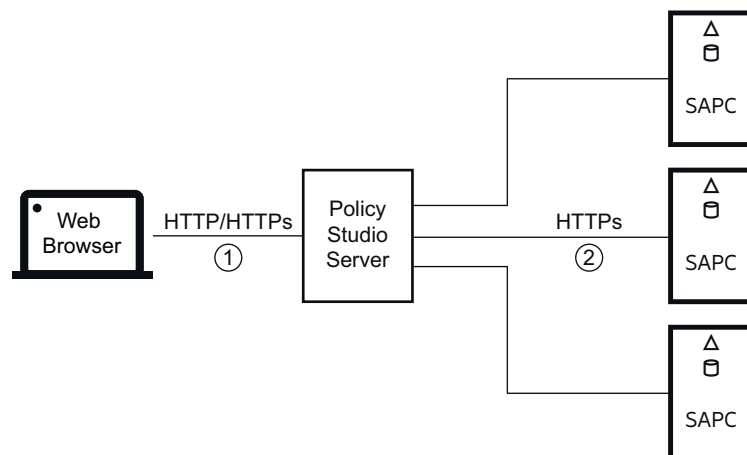 SAPC
Web
Browser
HTTP/HTTPs
1
Policy
Studio
Server
HTTPs
2
SAPC
SAPC